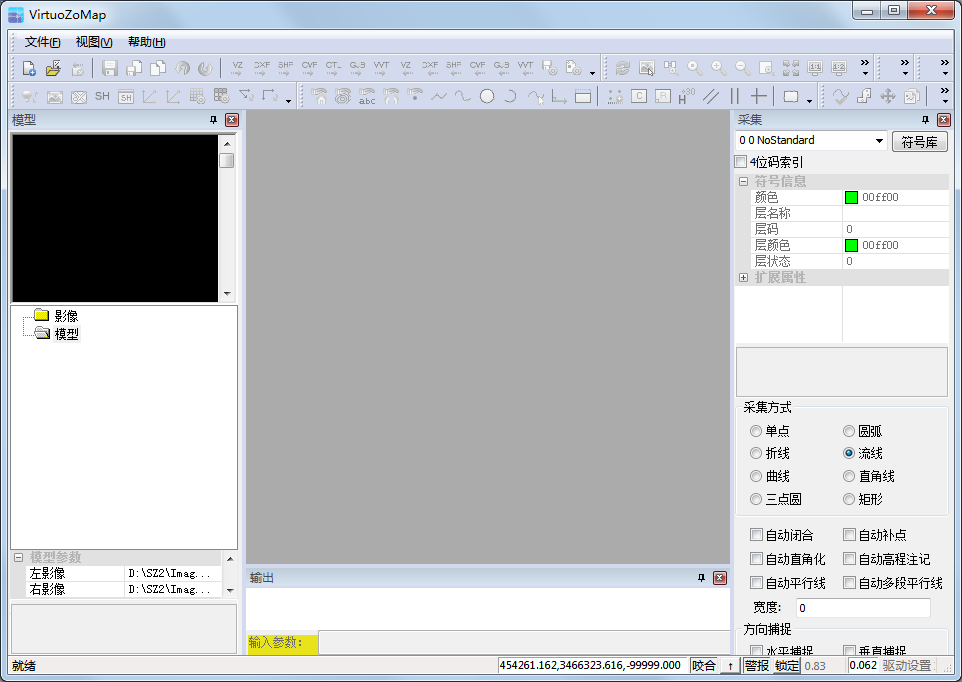 VirtuoZoMap
文件(F) 视图(V) 帮助(H)
VZ DXF SHP CVF CTL GJB VVT VZ DXF SHP CVF GJB VVT
SH SH abc C R H+30
模型
采集
0 0 NoStandard 符号库
4位码索引
符号信息
颜色 00ff00
层名称
层码 0
层颜色 00ff00
层状态 0
扩展属性
影像
模型
采集方式
单点 圆弧
折线 流线
曲线 直角线
三点圆 矩形
自动闭合 自动补点
自动直角化 自动高程注记
自动平行线 自动多段平行线
宽度: 0
方向捕捉
水平捕捉 垂直捕捉
模型参数
左影像 D:\SZ2\Imag...
右影像 D:\SZ2\Imag...
输出
输入参数:
就绪 454261.162,3466323.616,-99999.000 咬合 ↑ 警报 锁定 0.83 0.062 驱动设置